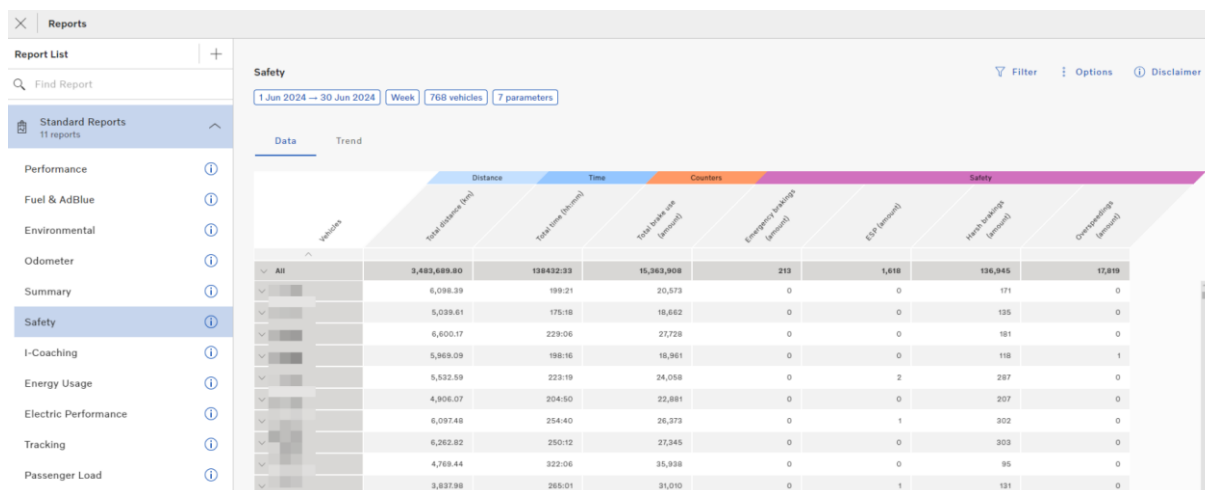 Reports
Report List
Find Report
Standard Reports
11 reports
Performance
Fuel & AdBlue
Environmental
Odometer
Summary
Safety
I-Coaching
Energy Usage
Electric Performance
Tracking
Passenger Load
Safety
Filter
Options
Disclaimer
1 Jun 2024 → 30 Jun 2024 Week 768 vehicles 7 parameters
Data Trend
Distance Time Counters Safety
Vehicles
Total distance (km)
Total time (hh:mm)
Total brake use (amount)
Emergency brakings (amount)
ESP (amount)
Harsh brakings (amount)
Overspeedings (amount)
All 3,483,689.80 138432:33 15,363,908 213 1,618 136,945 17,819
6,098.39 199:21 20,573 0 0 171 0
5,039.61 175:18 18,662 0 0 135 0
6,600.17 229:06 27,728 0 0 181 0
5,969.09 198:16 18,961 0 0 118 1
5,532.59 223:19 24,058 0 2 287 0
4,906.07 204:50 22,881 0 0 207 0
6,097.48 254:40 26,373 0 1 302 0
6,262.82 250:12 27,345 0 0 303 0
4,769.44 322:06 35,938 0 0 95 0
3,837.98 265:01 31,010 0 1 131 0